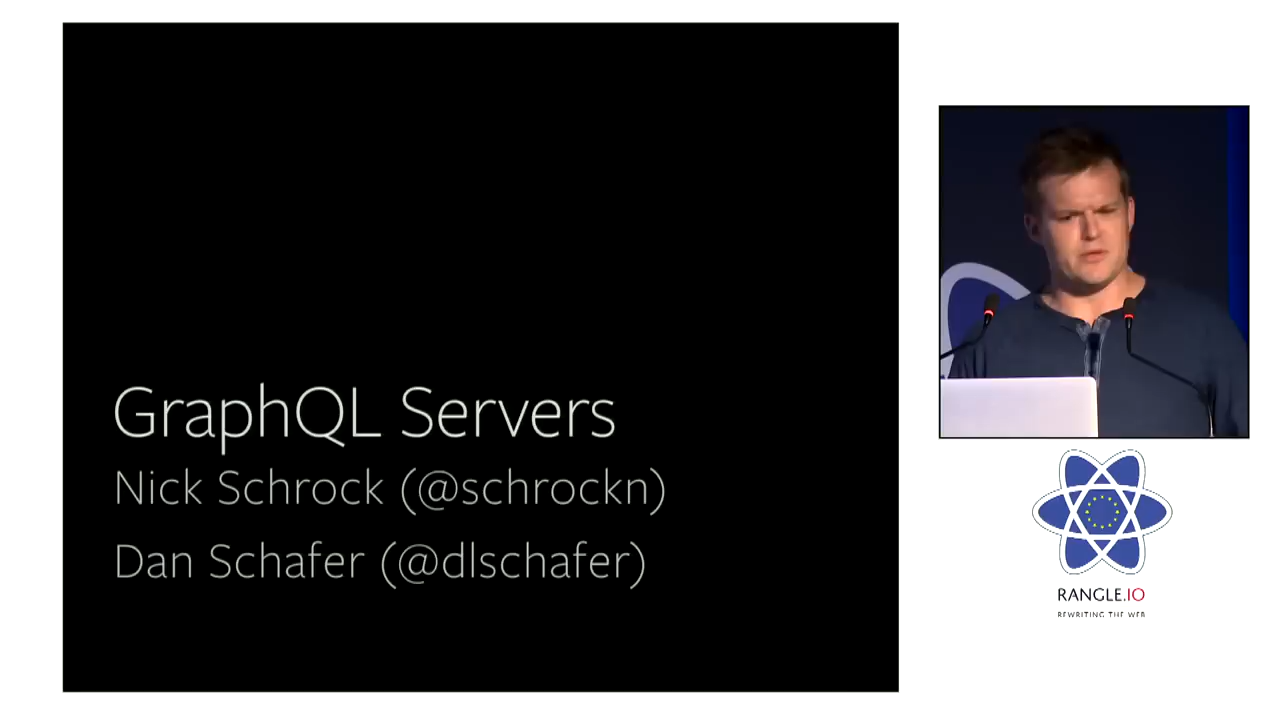 GraphQL Servers
Nick Schrock (@schrockn)
Dan Schafer (@dlschafer)
RANGLE.IO
REWRITING THE WEB